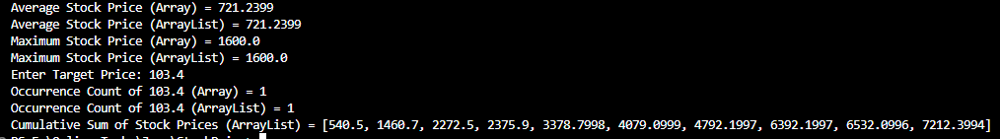 Average Stock Price (Array) = 721.2399
Average Stock Price (ArrayList) = 721.2399
Maximum Stock Price (Array) = 1600.0
Maximum Stock Price (ArrayList) = 1600.0
Enter Target Price: 103.4
Occurrence Count of 103.4 (Array) = 1
Occurrence Count of 103.4 (ArrayList) = 1
Cumulative Sum of Stock Prices (ArrayList) = [540.5, 1460.7, 2272.5, 2375.9, 3378.7998, 4079.0999, 4792.1997, 6392.1997, 6532.0996, 7212.3994]